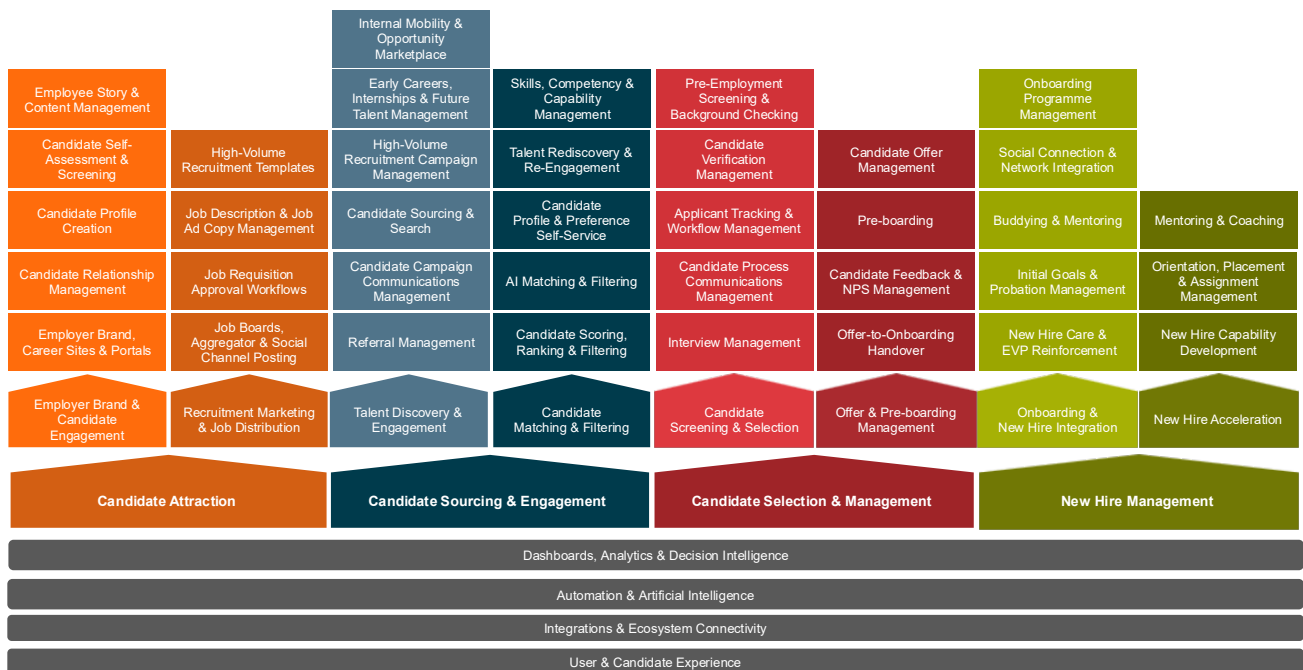 Internal Mobility &
Opportunity
Marketplace
Employee Story &
Content Management
Early Careers,
Internships & Future
Talent Management
Skills, Competency &
Capability
Management
Pre-Employment
Screening &
Background Checking
Onboarding
Programme
Management
Candidate Self-
Assessment &
Screening
High-Volume
Recruitment Templates
High-Volume
Recruitment Campaign
Management
Talent Rediscovery &
Re-Engagement
Candidate
Verification
Management
Candidate Offer
Management
Social Connection &
Network Integration
Candidate Profile
Creation
Job Description & Job
Ad Copy Management
Candidate Sourcing &
Search
Candidate
Profile & Preference
Self-Service
Applicant Tracking &
Workflow Management
Pre-boarding
Buddying & Mentoring
Mentoring & Coaching
Candidate Relationship
Management
Job Requisition
Approval Workflows
Candidate Campaign
Communications
Management
AI Matching & Filtering
Candidate Process
Communications
Management
Candidate Feedback &
NPS Management
Initial Goals &
Probation Management
Orientation, Placement
& Assignment
Management
Employer Brand,
Career Sites & Portals
Job Boards,
Aggregator & Social
Channel Posting
Referral Management
Candidate Scoring,
Ranking & Filtering
Interview Management
Offer-to-Onboarding
Handover
New Hire Care &
EVP Reinforcement
New Hire Capability
Development
Employer Brand &
Candidate
Engagement
Recruitment Marketing
& Job Distribution
Talent Discovery &
Engagement
Candidate
Matching & Filtering
Candidate
Screening & Selection
Offer & Pre-boarding
Management
Onboarding &
New Hire Integration
New Hire Acceleration
Candidate Attraction
Candidate Sourcing & Engagement
Candidate Selection & Management
New Hire Management
Dashboards, Analytics & Decision Intelligence
Automation & Artificial Intelligence
Integrations & Ecosystem Connectivity
User & Candidate Experience